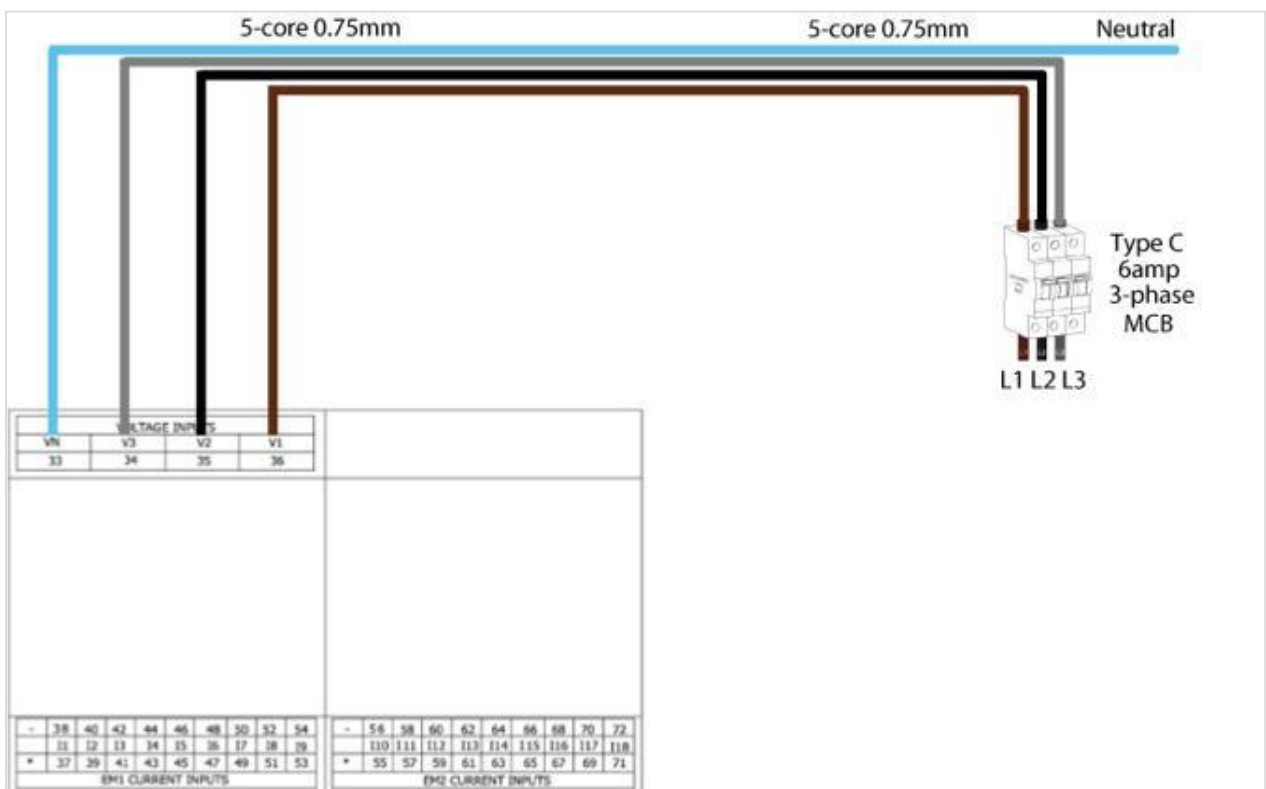 5-core 0.75mm 5-core 0.75mm Neutral
Type C
6amp
3-phase
MCB
L1 L2 L3
VOLTAGE INPUTS
VN V3 V2 V1
33 34 35 36
- 38 40 42 44 46 48 50 52 54
I1 I2 I3 I4 I5 I6 I7 I8 I9
* 37 39 41 43 45 47 49 51 53
EM1 CURRENT INPUTS
- 56 58 60 62 64 66 68 70 72
I10 I11 I12 I13 I14 I15 I16 I17 I18
* 55 57 59 61 63 65 67 69 71
EM2 CURRENT INPUTS